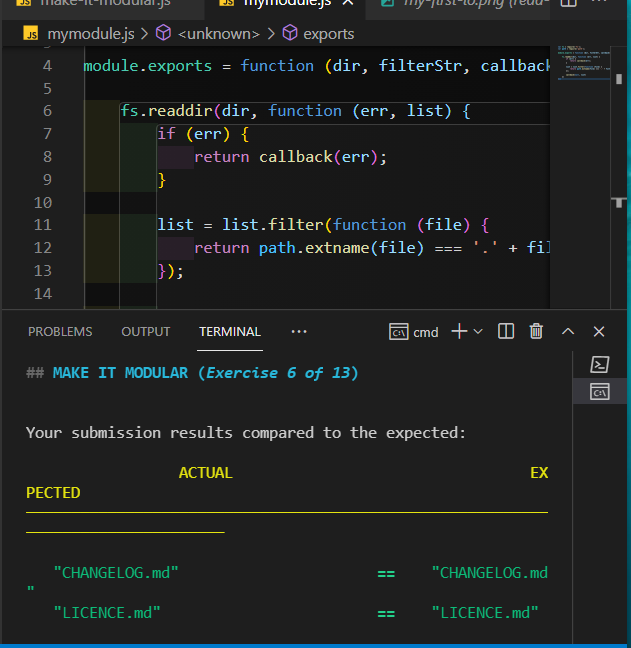 make-it-modular.js mymodule.js my-first-io.png (read-
JS mymodule.js > <unknown> > exports
4 module.exports = function (dir, filterStr, callback
5
6 fs.readdir(dir, function (err, list) {
7 if (err) {
8 return callback(err);
9 }
10
11 list = list.filter(function (file) {
12 return path.extname(file) === '.' + fil
13 });
14
PROBLEMS OUTPUT TERMINAL ··· cmd
## MAKE IT MODULAR (Exercise 6 of 13)
Your submission results compared to the expected:
ACTUAL EX
PECTED
"CHANGELOG.md" == "CHANGELOG.md
"
"LICENCE.md" == "LICENCE.md"